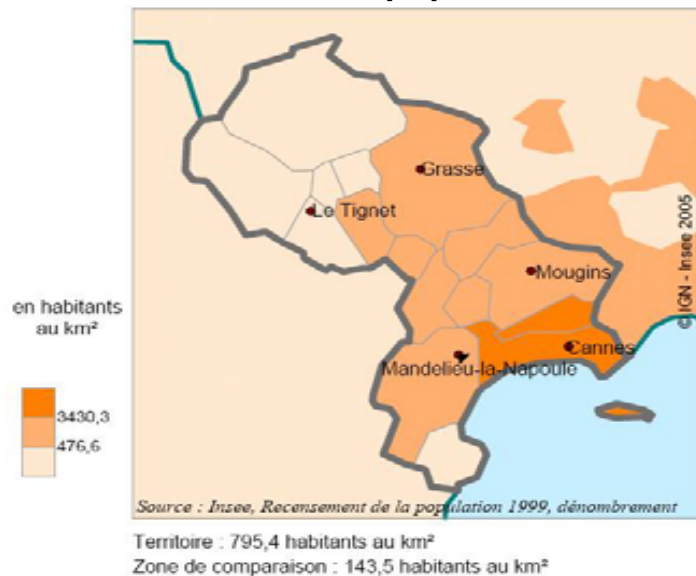 Grasse
Le Tignet
Mougins
Cannes
Mandelieu-la-Napoule
© IGN - Insee 2005
en habitants
au km²
3430,3
476,6
Source : Insee, Recensement de la population 1999, dénombrement
Territoire : 795,4 habitants au km²
Zone de comparaison : 143,5 habitants au km²